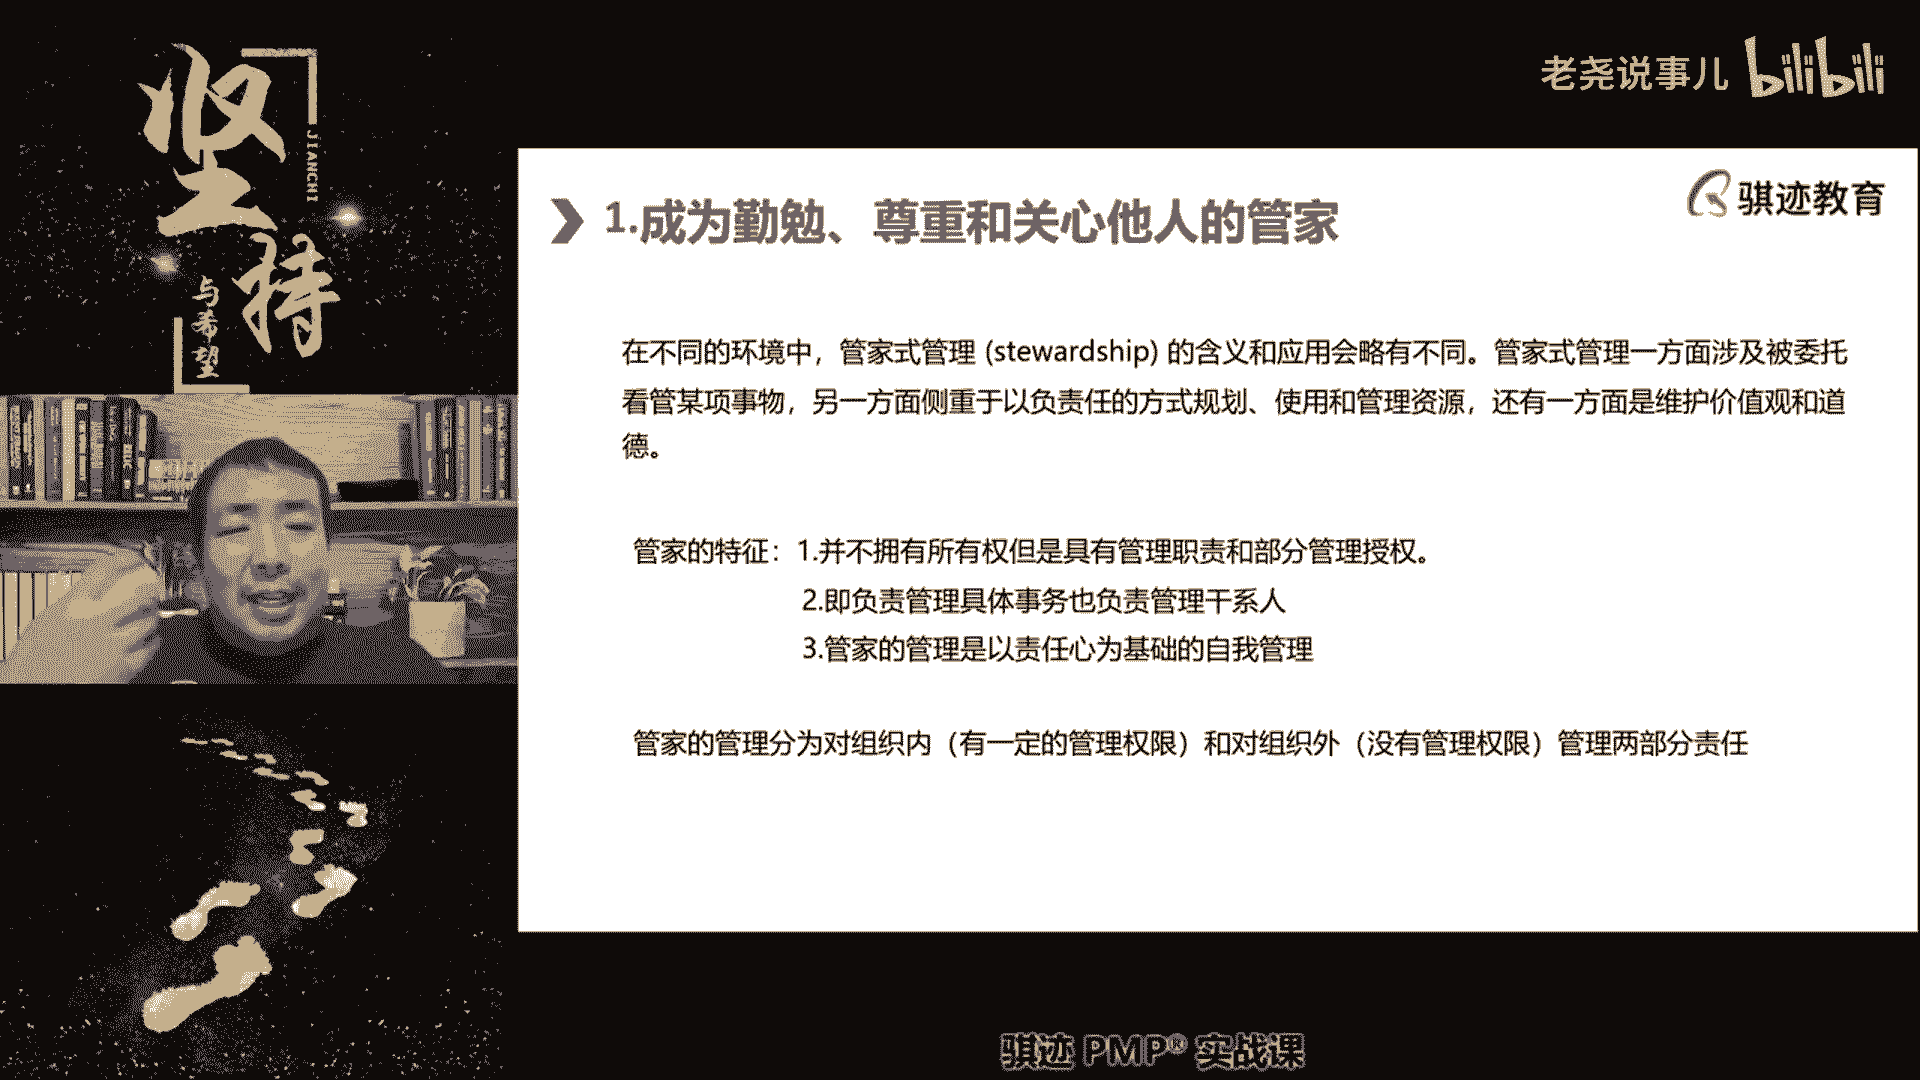 坚持
JIANCHI
与希望
老尧说事儿 bilibili
骐迹教育
1.成为勤勉、尊重和关心他人的管家
在不同的环境中，管家式管理 (stewardship) 的含义和应用会略有不同。管家式管理一方面涉及被委托
看管某项事物，另一方面侧重于以负责任的方式规划、使用和管理资源，还有一方面是维护价值观和道
德。
管家的特征：1.并不拥有所有权但是具有管理职责和部分管理授权。
2.即负责管理具体事务也负责管理干系人
3.管家的管理是以责任心为基础的自我管理
管家的管理分为对组织内（有一定的管理权限）和对组织外（没有管理权限）管理两部分责任
骐迹 PMP® 实战课